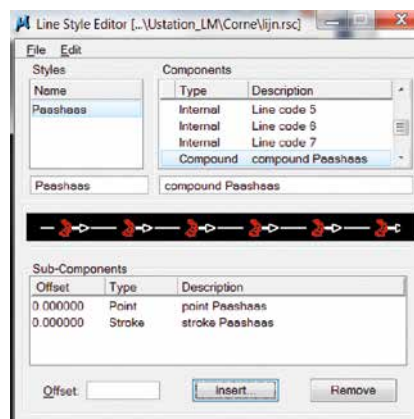 Line Style Editor [..\Ustation_LM\Corne\lijn.rsc]
File Edit
Styles
Name
Paashaas
Paashaas
Components
Type Description
Internal Line code 5
Internal Line code 6
Internal Line code 7
Compound compound Paashaas
compound Paashaas
Sub-Components
Offset Type Description
0.000000 Point point Paashaas
0.000000 Stroke stroke Paashaas
Offset:
Insert...
Remove